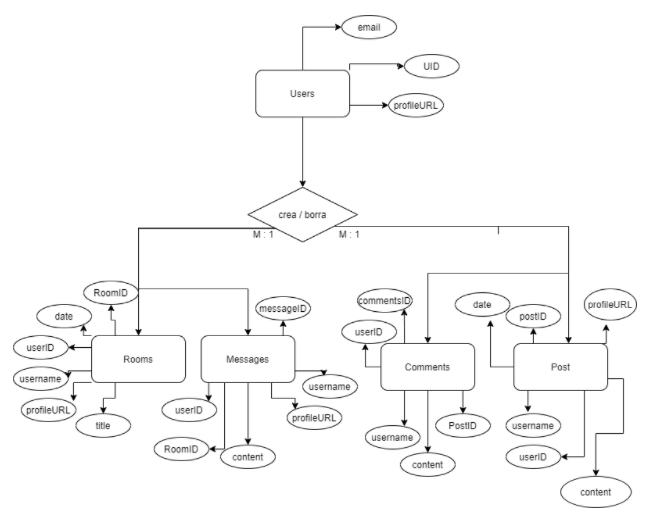 email
UID
Users
profileURL
crea / borra
M : 1
M : 1
RoomID
date
messageID
commentsID
date
postID
profileURL
userID
userID
Rooms
Messages
Comments
Post
username
username
profileURL
title
userID
profileURL
RoomID
content
username
PostID
content
username
userID
content